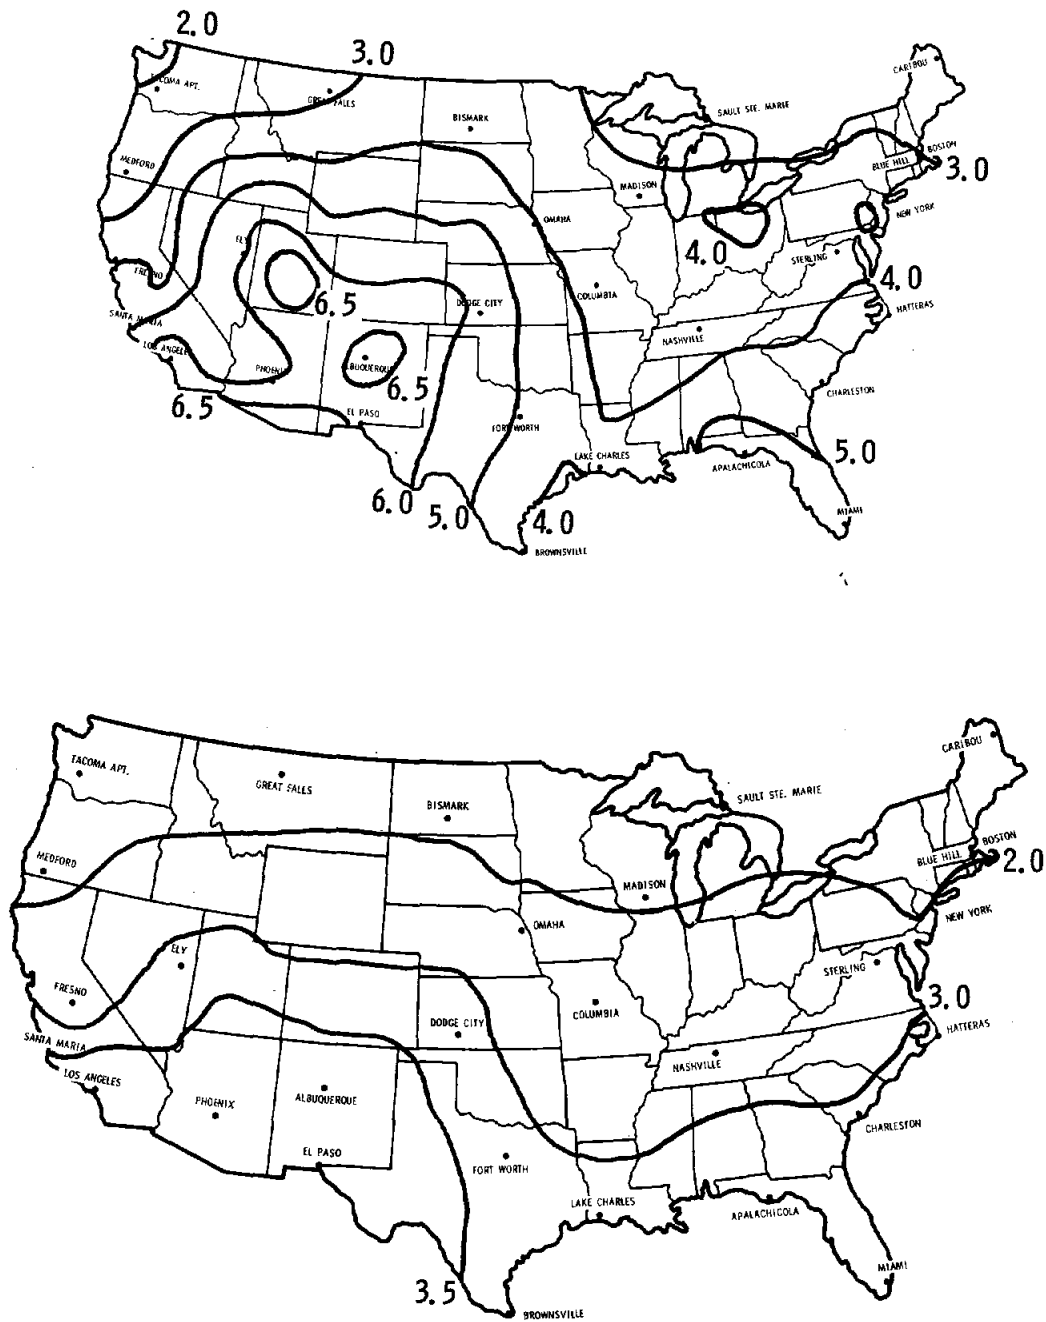 2.0
3.0
CARIBOU
TACOMA APT.
GREAT FALLS
SAULT STE. MARIE
BISMARK
BOSTON
MEDFORD
BLUE HILL
3.0
MADISON
NEW YORK
OMAHA
ELY
4.0
STERLING
FRESNO
4.0
6.5
COLUMBIA
DODGE CITY
HATTERAS
SANTA MARIA
NASHVILLE
LOS ANGELES
PHOENIX
ALBUQUERQUE
6.5
CHARLESTON
6.5
EL PASO
FORT WORTH
5.0
LAKE CHARLES
APALACHICOLA
6.0
5.0
4.0
MIAMI
BROWNSVILLE
CARIBOU
TACOMA APT.
GREAT FALLS
SAULT STE. MARIE
BISMARK
BOSTON
MEDFORD
BLUE HILL
2.0
MADISON
NEW YORK
OMAHA
ELY
STERLING
FRESNO
3.0
COLUMBIA
DODGE CITY
HATTERAS
SANTA MARIA
NASHVILLE
LOS ANGELES
PHOENIX
ALBUQUERQUE
CHARLESTON
EL PASO
FORT WORTH
LAKE CHARLES
APALACHICOLA
MIAMI
3.5
BROWNSVILLE